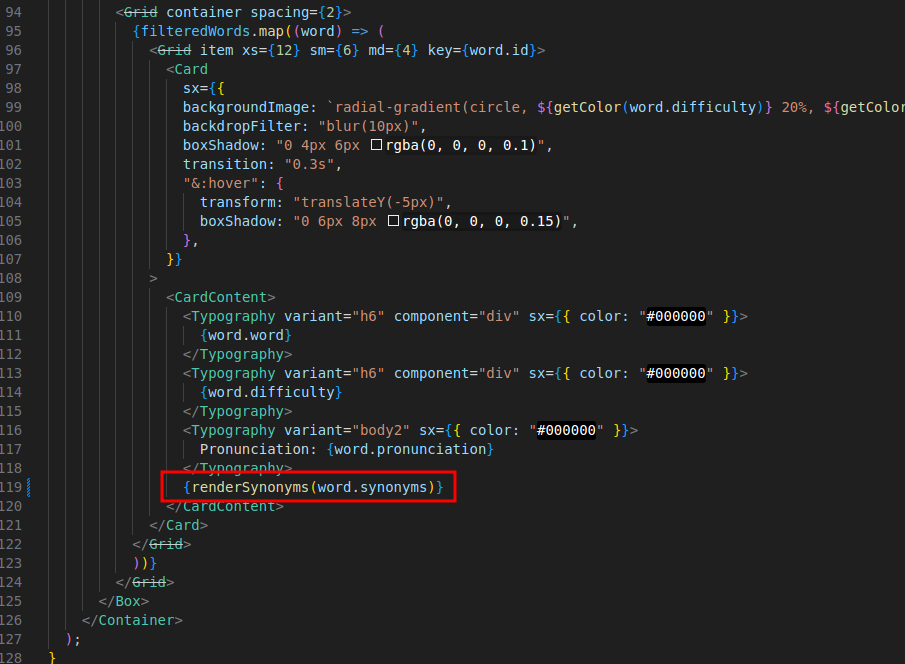 94 <Grid container spacing={2}>
95 {filteredWords.map((word) => (
96 <Grid item xs={12} sm={6} md={4} key={word.id}>
97 <Card
98 sx={{
99 backgroundImage: `radial-gradient(circle, ${getColor(word.difficulty)} 20%, ${getColor
100 backdropFilter: "blur(10px)",
101 boxShadow: "0 4px 6px rgba(0, 0, 0, 0.1)",
102 transition: "0.3s",
103 "&:hover": {
104 transform: "translateY(-5px)",
105 boxShadow: "0 6px 8px rgba(0, 0, 0, 0.15)",
106 },
107 }}
108 >
109 <CardContent>
110 <Typography variant="h6" component="div" sx={{ color: "#000000" }}>
111 {word.word}
112 </Typography>
113 <Typography variant="h6" component="div" sx={{ color: "#000000" }}>
114 {word.difficulty}
115 </Typography>
116 <Typography variant="body2" sx={{ color: "#000000" }}>
117 Pronunciation: {word.pronunciation}
118 </Typography>
119 {renderSynonyms(word.synonyms)}
120 </CardContent>
121 </Card>
122 </Grid>
123 ))}
124 </Grid>
125 </Box>
126 </Container>
127 );
128 }